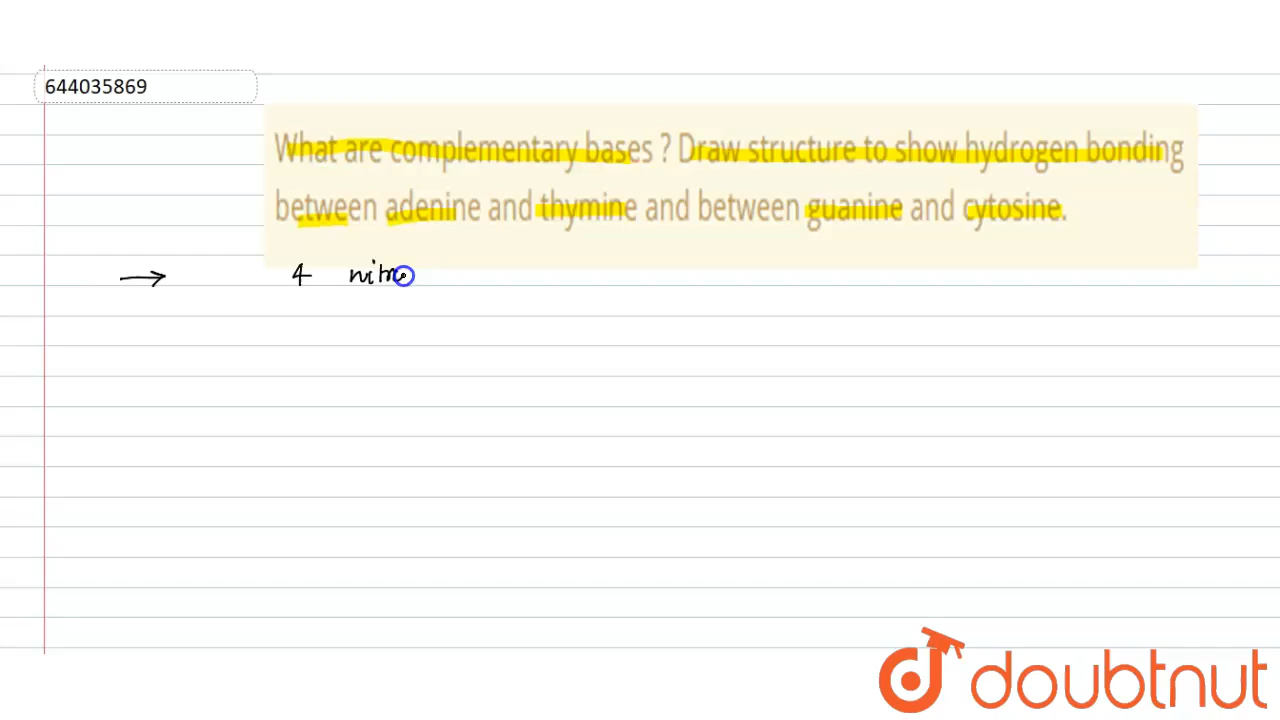 644035869
What are complementary bases ? Draw structure to show hydrogen bonding
between adenine and thymine and between guanine and cytosine.
→ 4 nitro
doubtnut